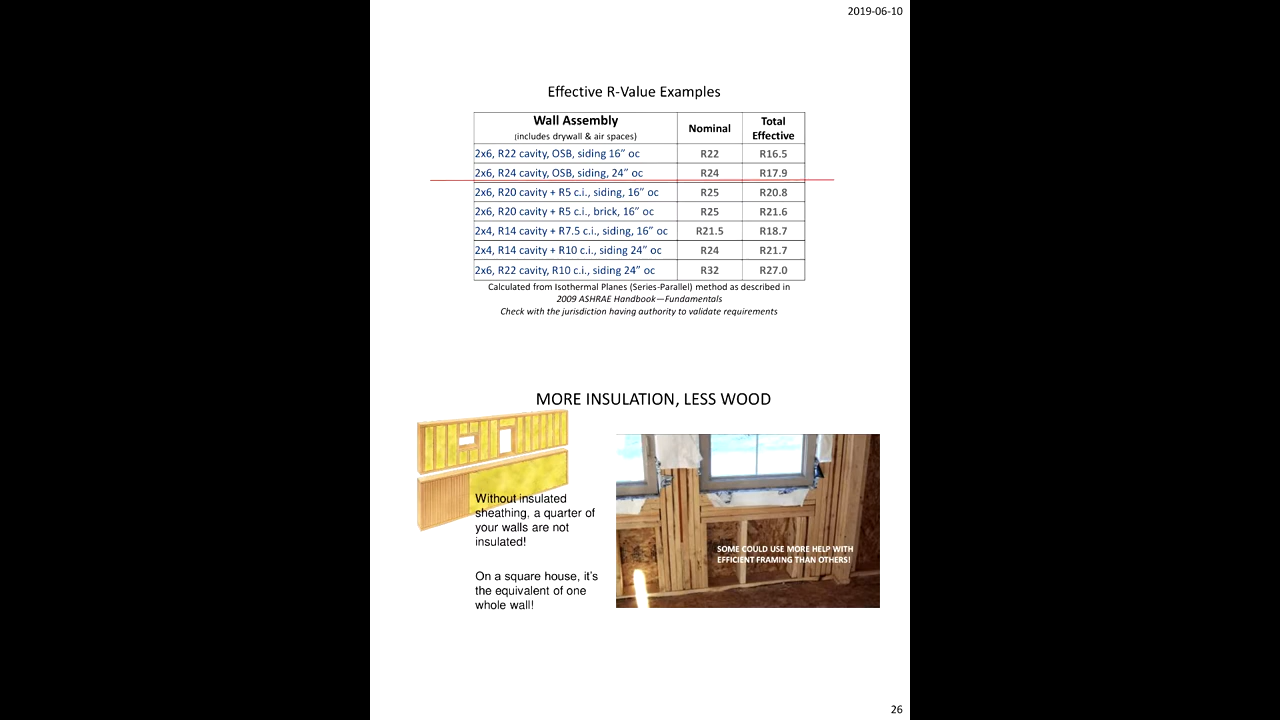 2019-06-10
Effective R-Value Examples
Wall Assembly
(includes drywall & air spaces)
Nominal
Total
Effective
2x6, R22 cavity, OSB, siding 16” oc R22 R16.5
2x6, R24 cavity, OSB, siding, 24” oc R24 R17.9
2x6, R20 cavity + R5 c.i., siding, 16” oc R25 R20.8
2x6, R20 cavity + R5 c.i., brick, 16” oc R25 R21.6
2x4, R14 cavity + R7.5 c.i., siding, 16” oc R21.5 R18.7
2x4, R14 cavity + R10 c.i., siding 24” oc R24 R21.7
2x6, R22 cavity, R10 c.i., siding 24” oc R32 R27.0
Calculated from Isothermal Planes (Series-Parallel) method as described in
2009 ASHRAE Handbook—Fundamentals
Check with the jurisdiction having authority to validate requirements
MORE INSULATION, LESS WOOD
Without insulated
sheathing, a quarter of
your walls are not
insulated!
On a square house, it’s
the equivalent of one
whole wall!
SOME COULD USE MORE HELP WITH
EFFICIENT FRAMING THAN OTHERS!
26